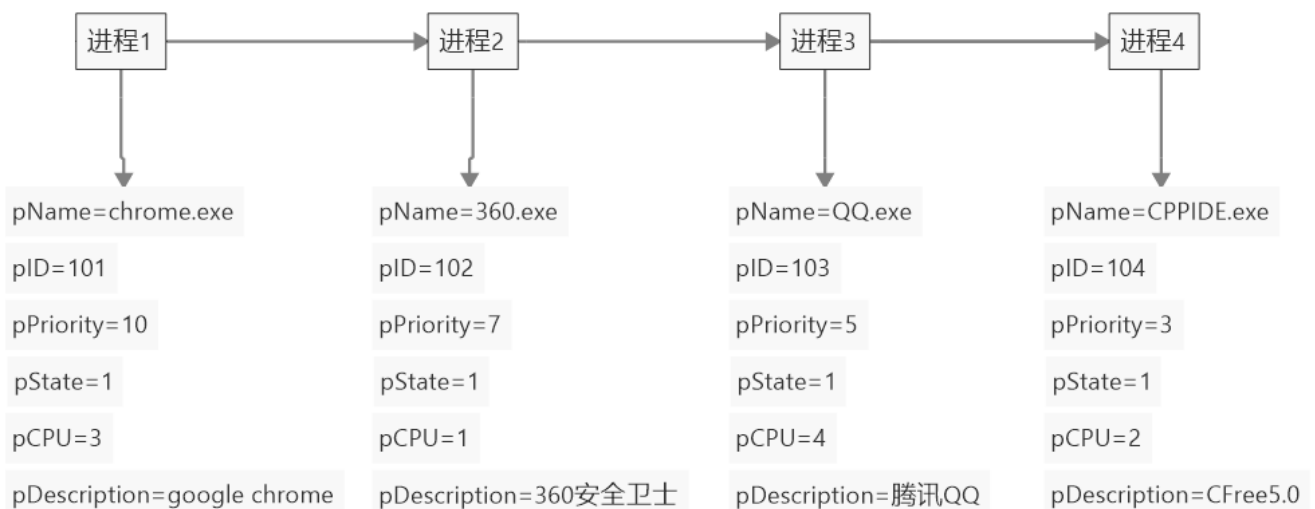 进程1
进程2
进程3
进程4
pName=chrome.exe
pID=101
pPriority=10
pState=1
pCPU=3
pDescription=google chrome
pName=360.exe
pID=102
pPriority=7
pState=1
pCPU=1
pDescription=360安全卫士
pName=QQ.exe
pID=103
pPriority=5
pState=1
pCPU=4
pDescription=腾讯QQ
pName=CPPIDE.exe
pID=104
pPriority=3
pState=1
pCPU=2
pDescription=CFree5.0